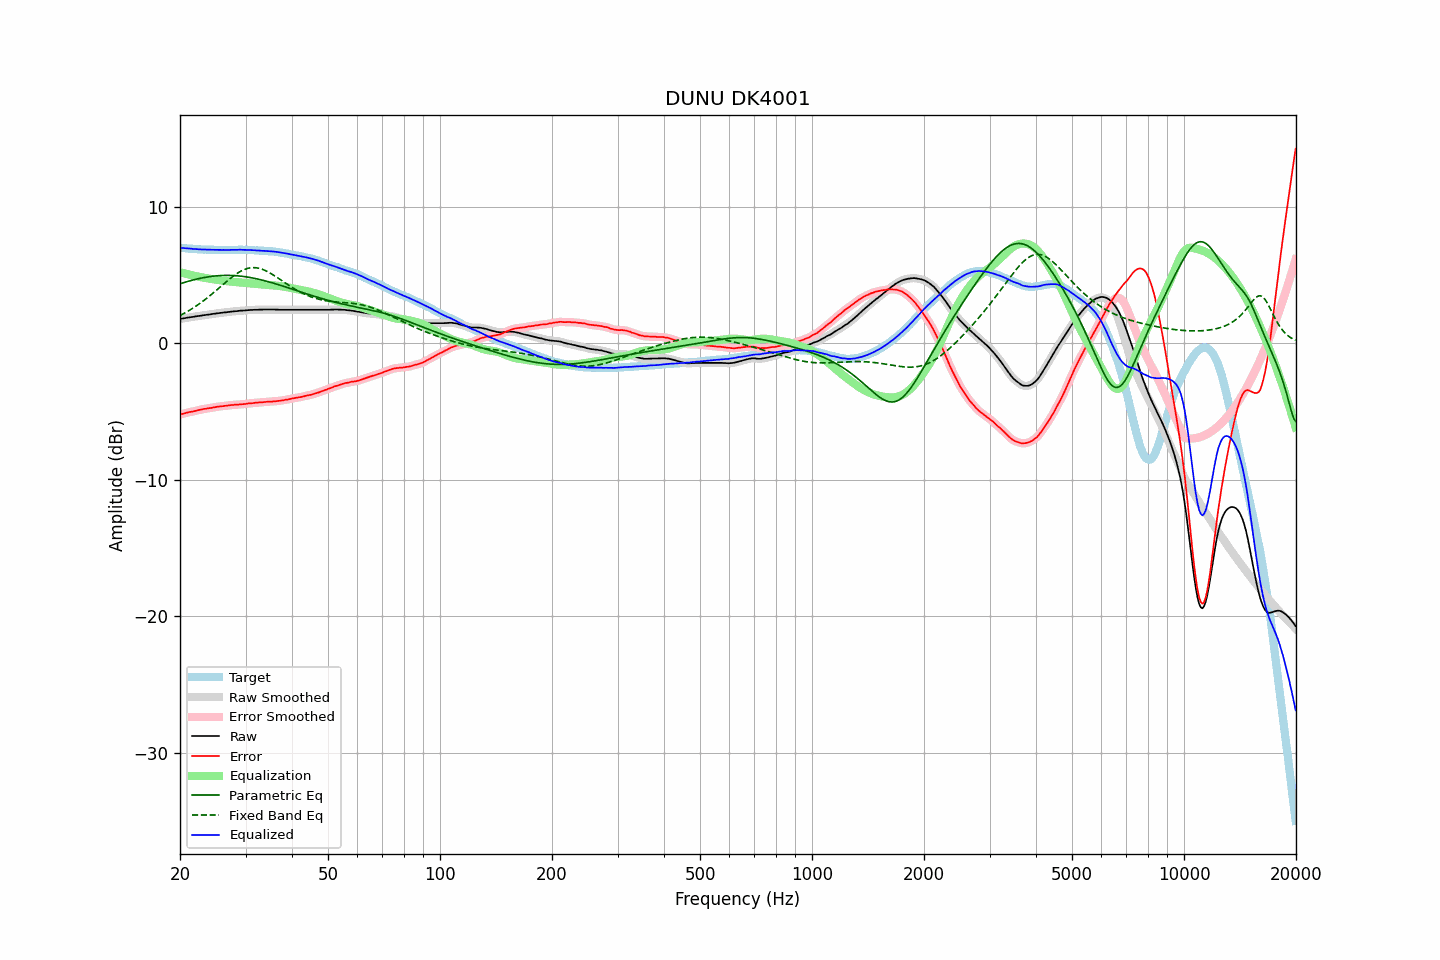 DUNU DK4001
10
0
−10
−20
−30
Amplitude (dBr)
Target
Raw Smoothed
Error Smoothed
Raw
Error
Equalization
Parametric Eq
Fixed Band Eq
Equalized
20 50 100 200 500 1000 2000 5000 10000 20000
Frequency (Hz)